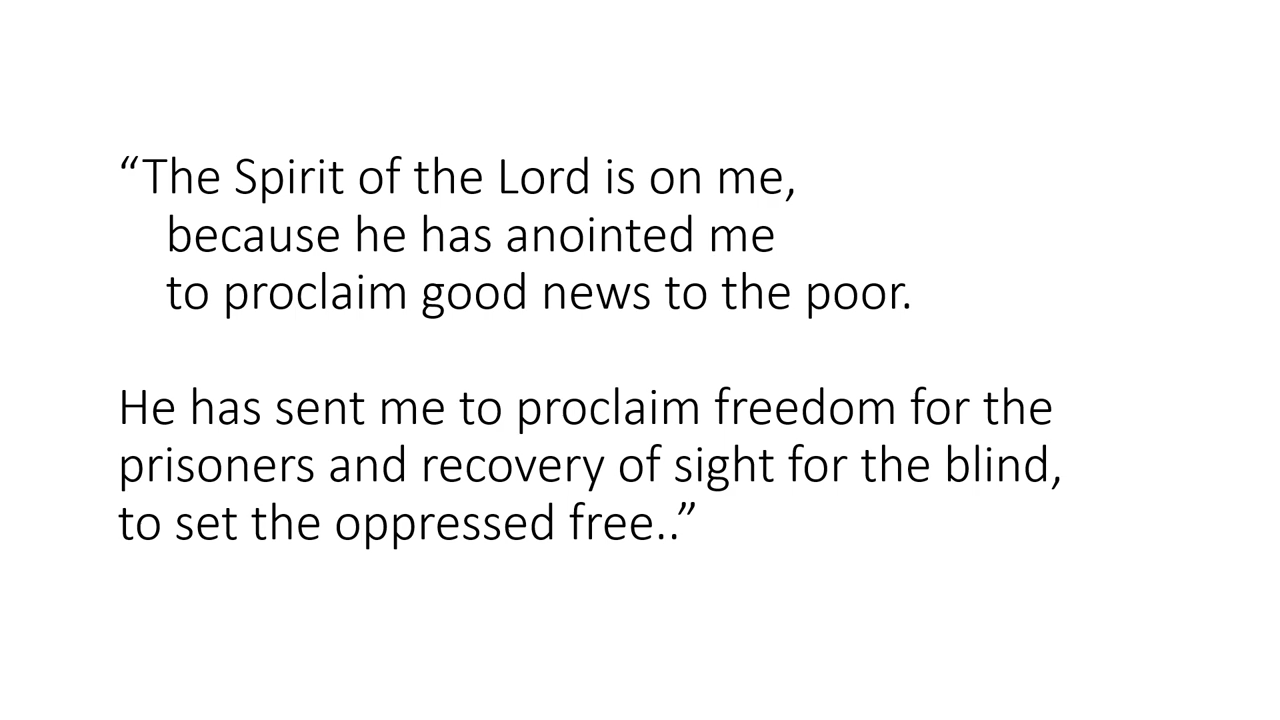 “The Spirit of the Lord is on me,
because he has anointed me
to proclaim good news to the poor.
He has sent me to proclaim freedom for the
prisoners and recovery of sight for the blind,
to set the oppressed free..”